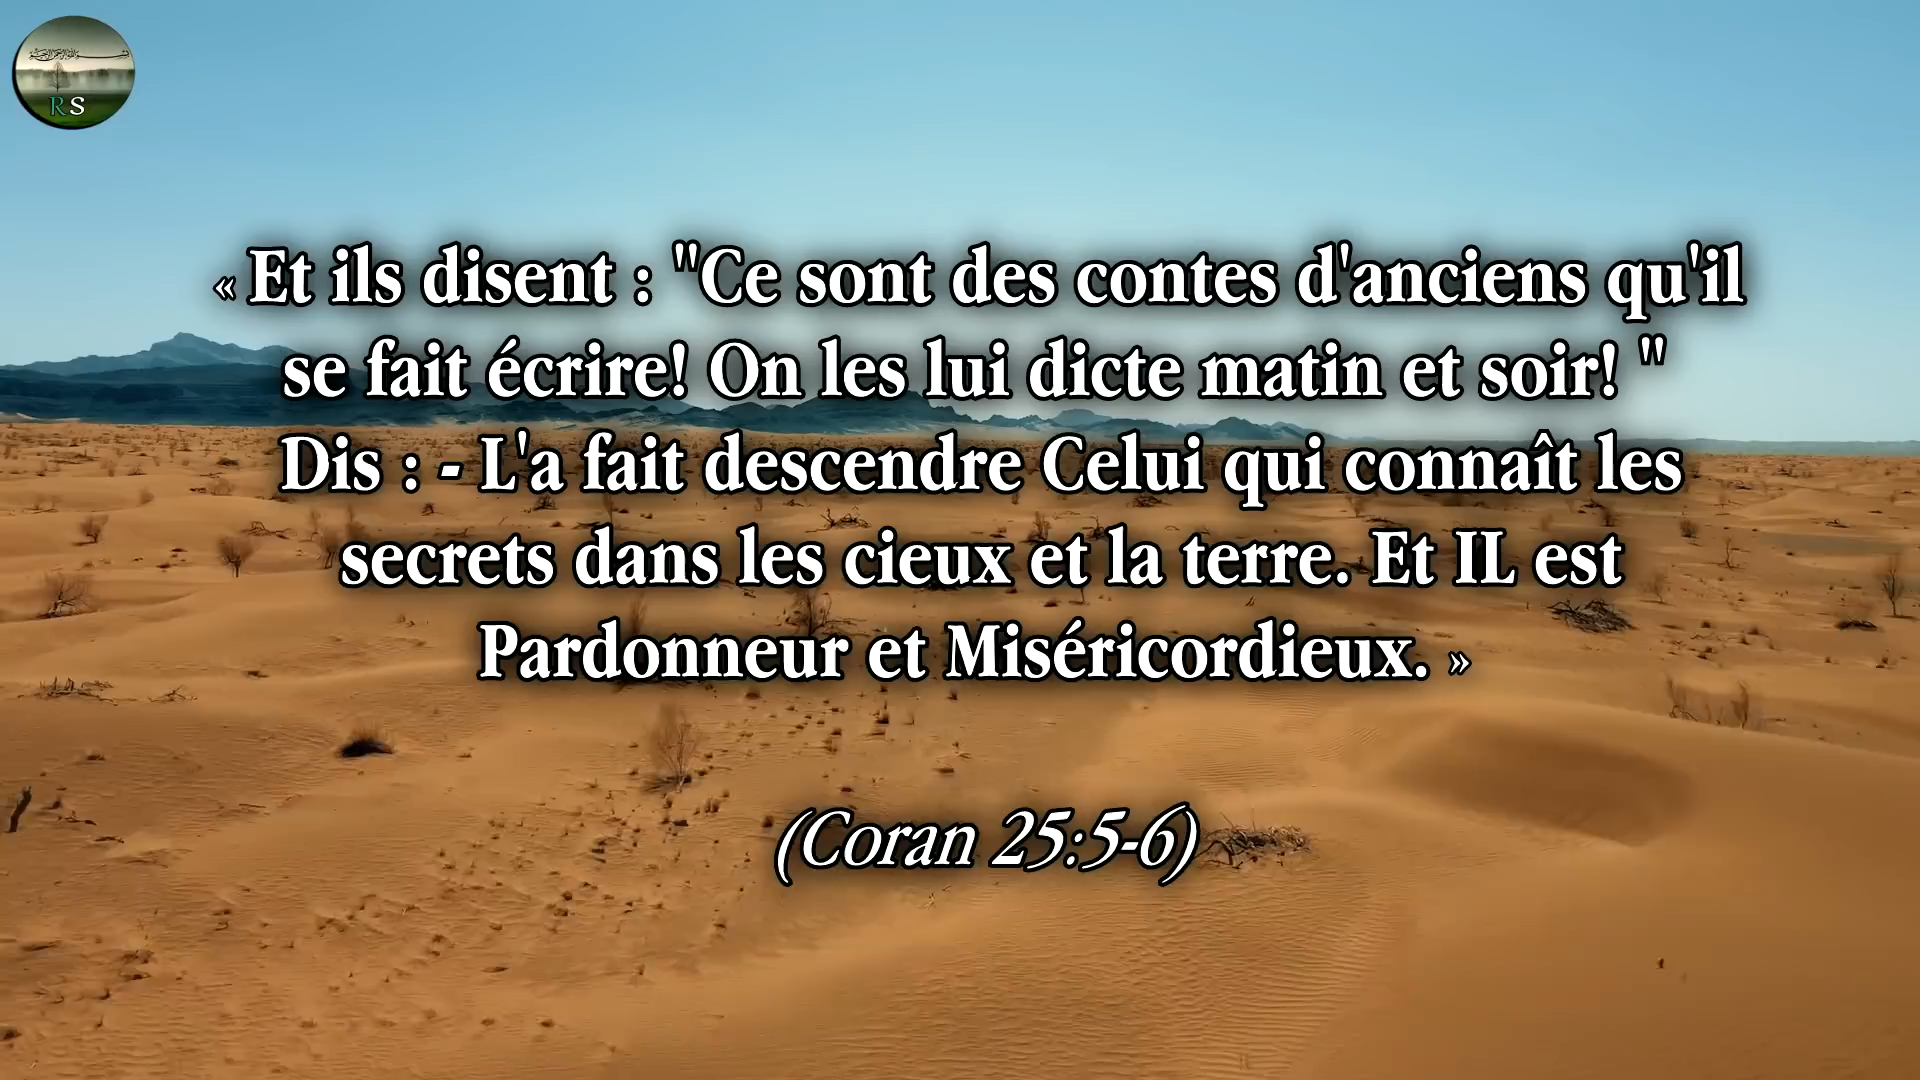 « Et ils disent : "Ce sont des contes d'anciens qu'il
se fait écrire! On les lui dicte matin et soir! "
Dis : - L'a fait descendre Celui qui connaît les
secrets dans les cieux et la terre. Et IL est
Pardonneur et Miséricordieux. »
(Coran 25:5-6)
RS